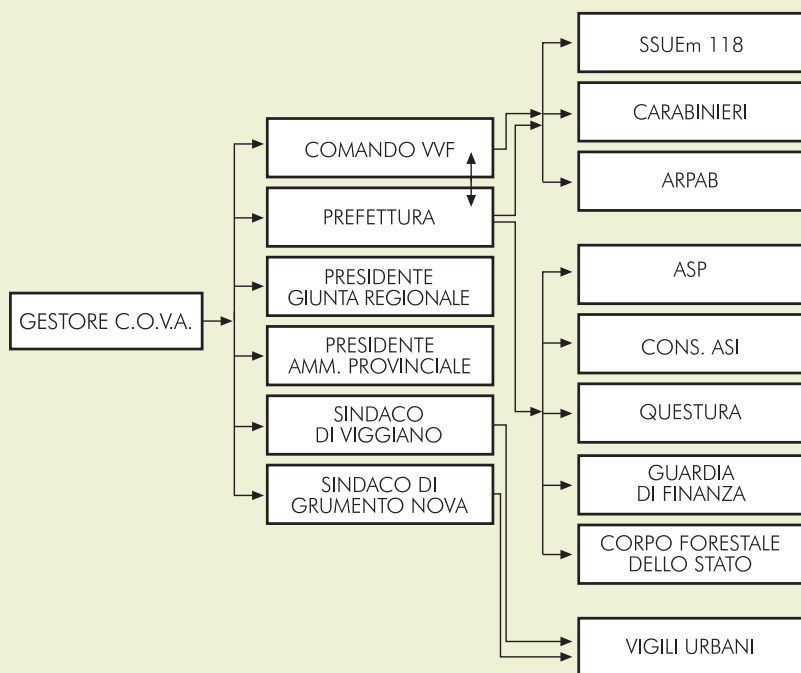 GESTORE C.O.V.A.
COMANDO VVF
PREFETTURA
PRESIDENTE
GIUNTA REGIONALE
PRESIDENTE
AMM. PROVINCIALE
SINDACO
DI VIGGIANO
SINDACO DI
GRUMENTO NOVA
SSUEm 118
CARABINIERI
ARPAB
ASP
CONS. ASI
QUESTURA
GUARDIA
DI FINANZA
CORPO FORESTALE
DELLO STATO
VIGILI URBANI